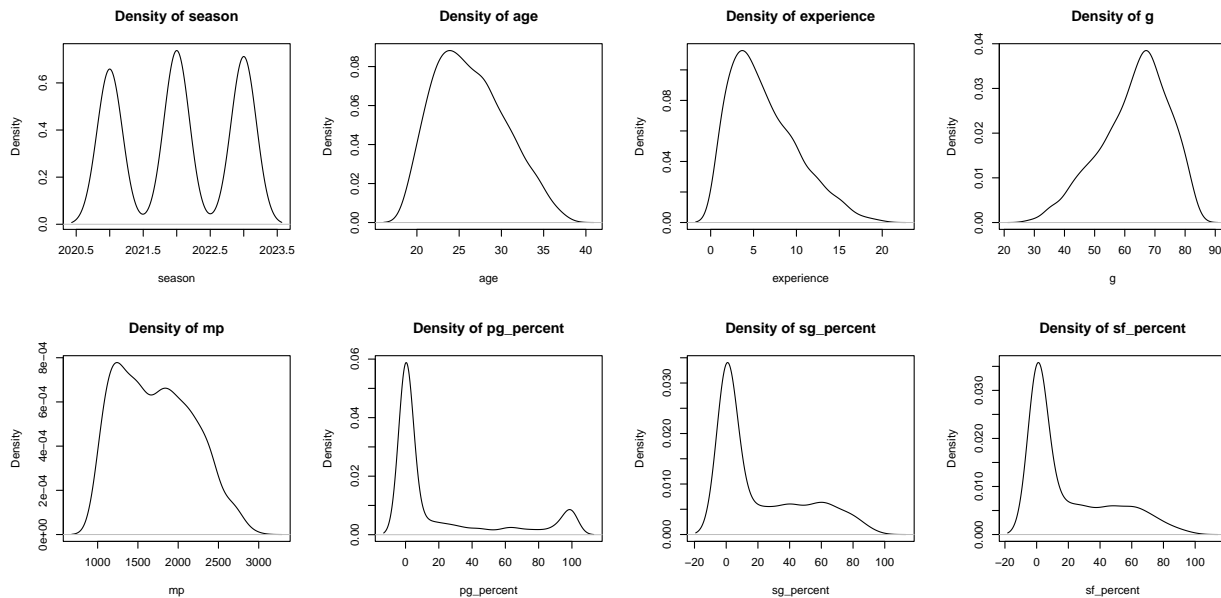 Density of season
Density
0.0 0.2 0.4 0.6
2020.5 2021.5 2022.5 2023.5
season
Density of age
Density
0.00 0.02 0.04 0.06 0.08
20 25 30 35 40
age
Density of experience
Density
0.00 0.04 0.08
0 5 10 15 20
experience
Density of g
Density
0.00 0.01 0.02 0.03 0.04
20 30 40 50 60 70 80 90
g
Density of mp
Density
0e+00 2e−04 4e−04 6e−04 8e−04
1000 1500 2000 2500 3000
mp
Density of pg_percent
Density
0.00 0.02 0.04 0.06
0 20 40 60 80 100
pg_percent
Density of sg_percent
Density
0.000 0.010 0.020 0.030
−20 0 20 40 60 80 100
sg_percent
Density of sf_percent
Density
0.000 0.010 0.020 0.030
−20 0 20 40 60 80 100
sf_percent